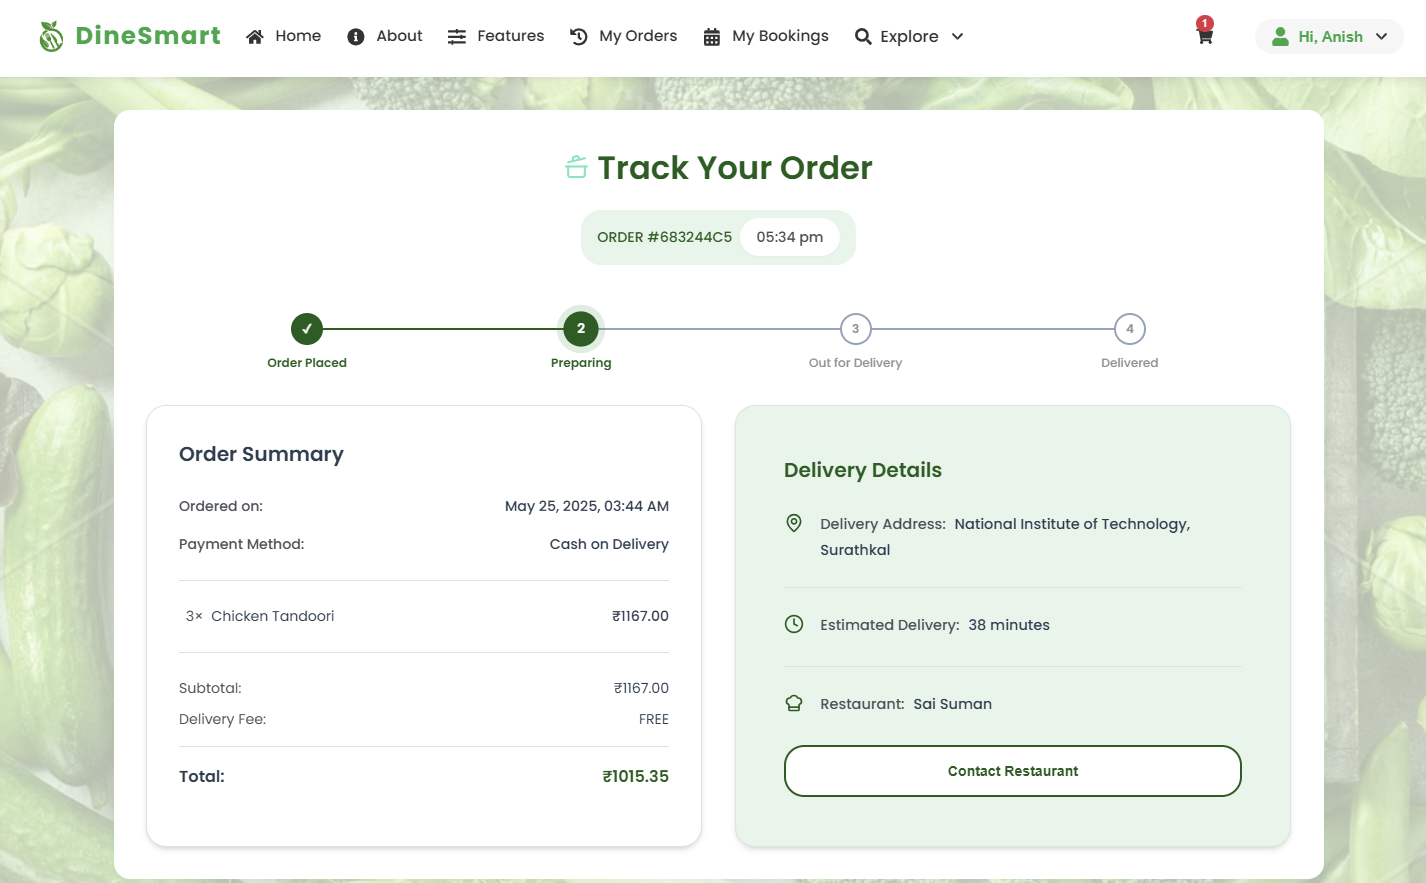 DineSmart Home About Features My Orders My Bookings Explore 1 Hi, Anish
Track Your Order
ORDER #683244C5 05:34 pm
✓ 2 3 4
Order Placed Preparing Out for Delivery Delivered
Order Summary
Ordered on: May 25, 2025, 03:44 AM
Payment Method: Cash on Delivery
3× Chicken Tandoori ₹1167.00
Subtotal: ₹1167.00
Delivery Fee: FREE
Total: ₹1015.35
Delivery Details
Delivery Address: National Institute of Technology,
Surathkal
Estimated Delivery: 38 minutes
Restaurant: Sai Suman
Contact Restaurant